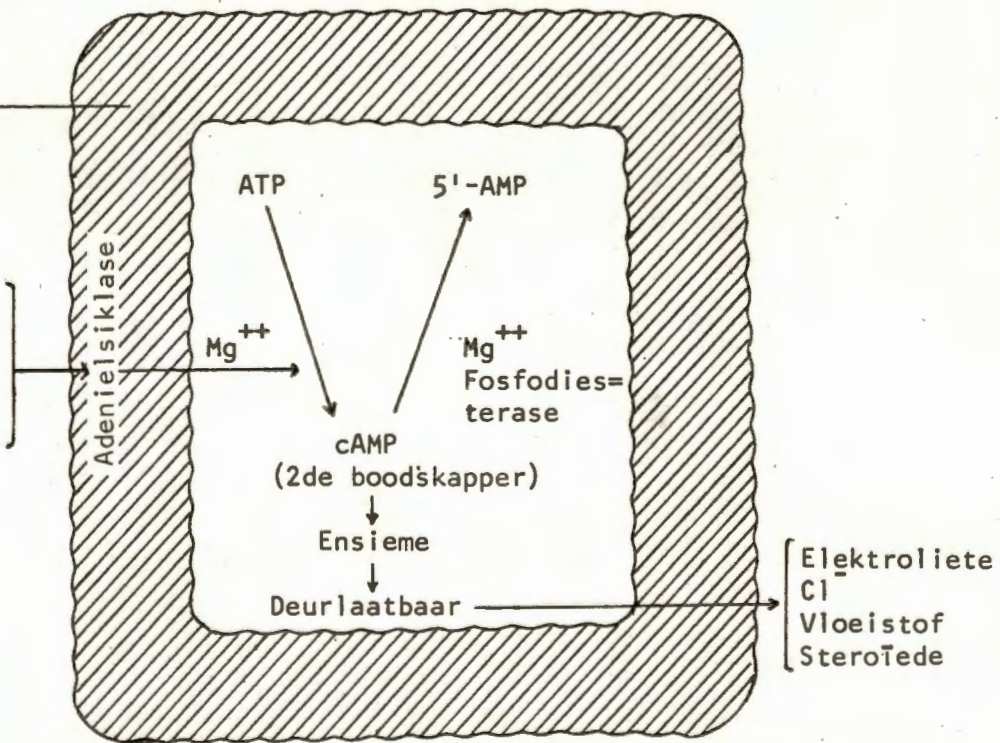 ATP
5'-AMP
Adenielsiklase
Mg++
Mg++
Fosfodies=
terase
cAMP
(2de boodskapper)
Ensieme
Deurlaatbaar
Elektroliete
Cl⁻
Vloeistof
Steroïede